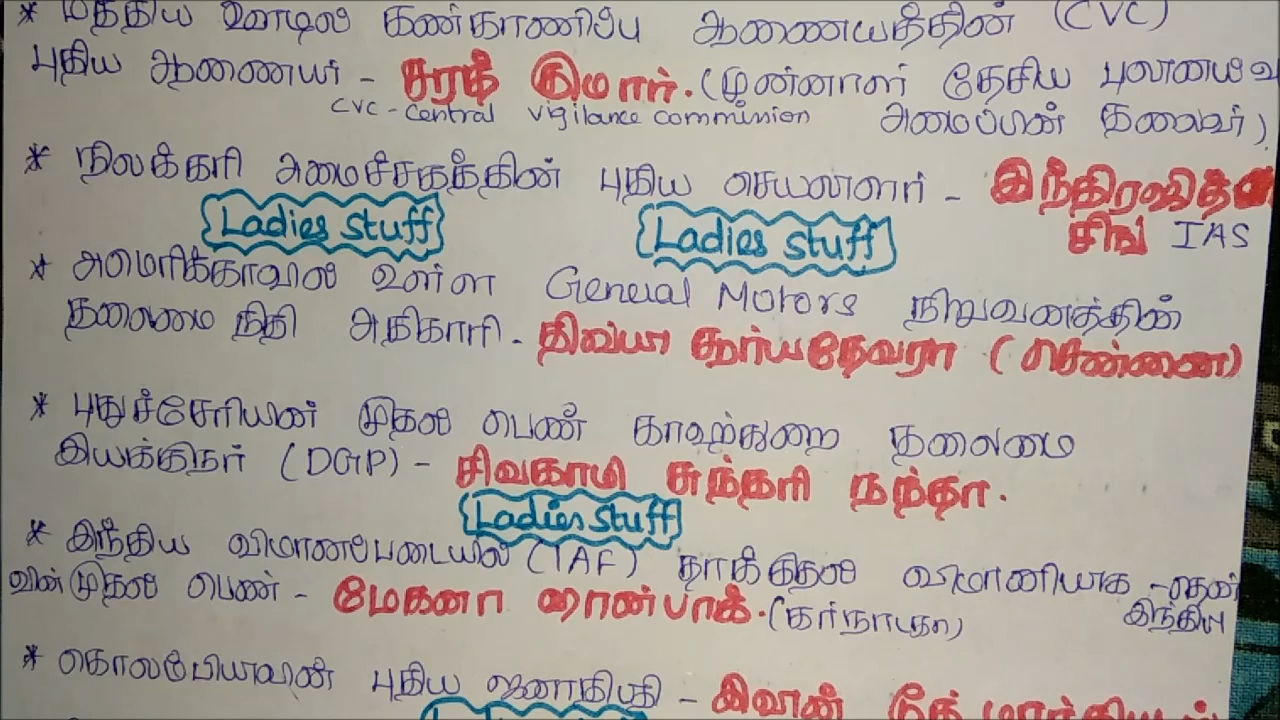 * மத்திய ஊழல் கண்காணிப்பு ஆணையத்தின் (CVC)
புதிய ஆணையர் - சரத் குமார். (முன்னாள் தேசிய புலனாய்வு
CVC - Central Vigilance Commission அமைப்பின் தலைவர்)
* நிலக்கரி அமைச்சகத்தின் புதிய செயலாளர் - இந்திரஜித்
சிங் IAS
Ladies Stuff Ladies Stuff
* அமெரிக்காவில் உள்ள General Motors நிறுவனத்தின்
தலைமை நிதி அதிகாரி - திவ்யா சூர்யதேவரா (சென்னை)
* புதுச்சேரியின் முதல் பெண் காவற்துறை தலைமை
இயக்குநர் (DGP) - சிவகாமி சுந்தரி நந்தா.
Ladies Stuff
* இந்திய விமானப்படையில் (IAF) தாக்குதல் விமானியாக - தென்
இந்தியா
வின் முதல் பெண் - மேகனா ஷான்பாக். (கர்நாடகா)
* கொலம்பியாவின் புதிய ஜனாதிபதி - இவான்